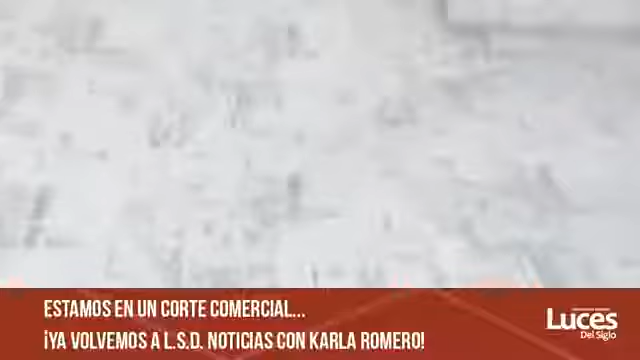 ESTAMOS EN UN CORTE COMERCIAL...
¡YA VOLVEMOS A L.S.D. NOTICIAS CON KARLA ROMERO!
Luces
Del Siglo